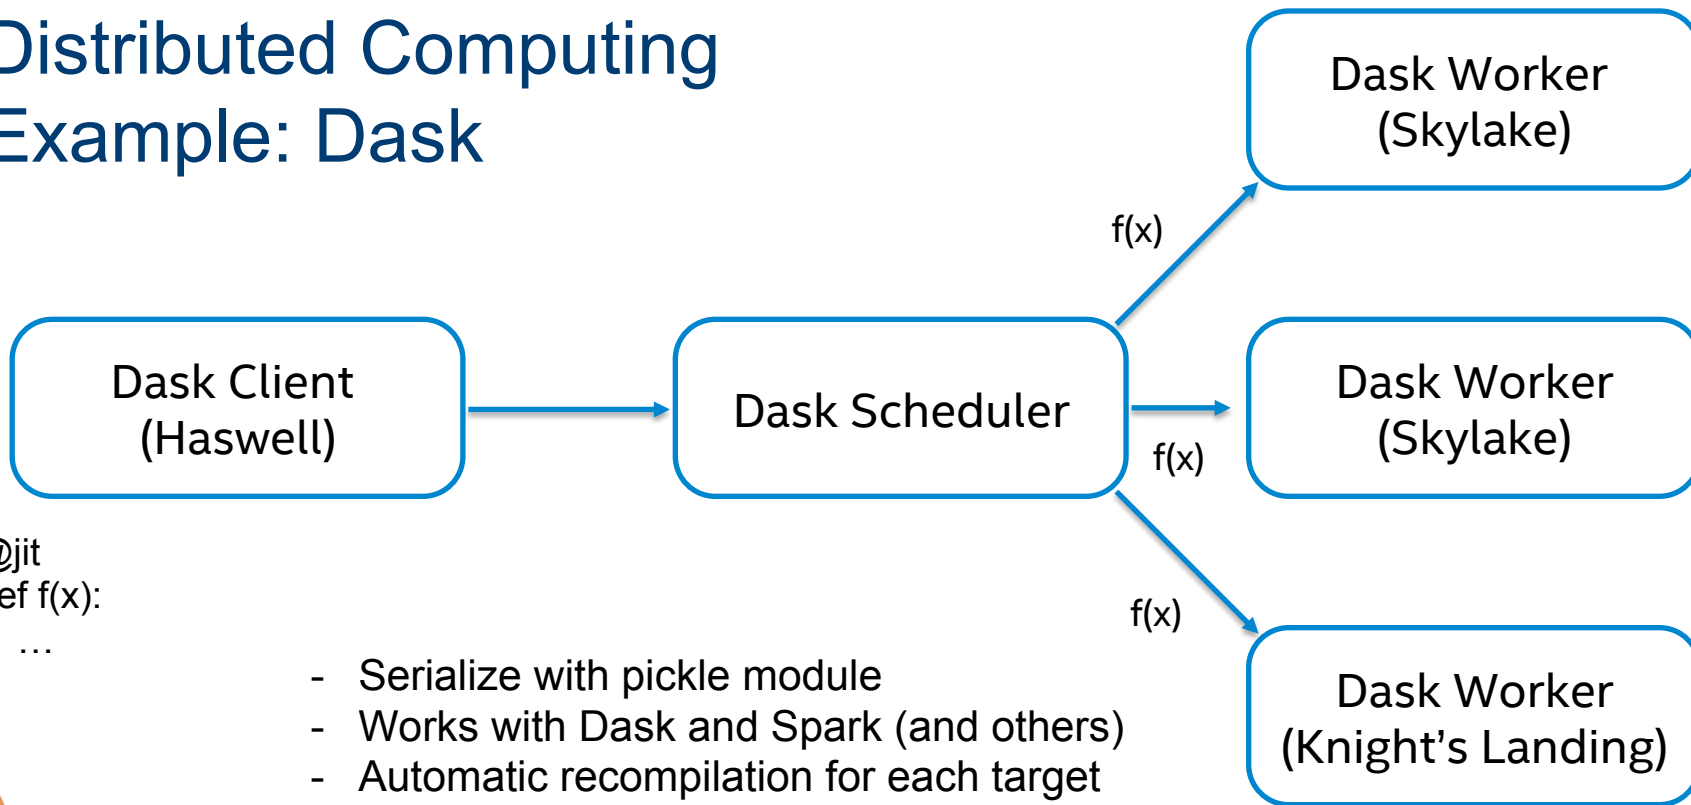 Distributed Computing
Example: Dask
Dask Worker
(Skylake)
f(x)
Dask Client
(Haswell)
Dask Scheduler
f(x)
Dask Worker
(Skylake)
@jit
ef f(x):
…
f(x)
- Serialize with pickle module
- Works with Dask and Spark (and others)
- Automatic recompilation for each target
Dask Worker
(Knight's Landing)